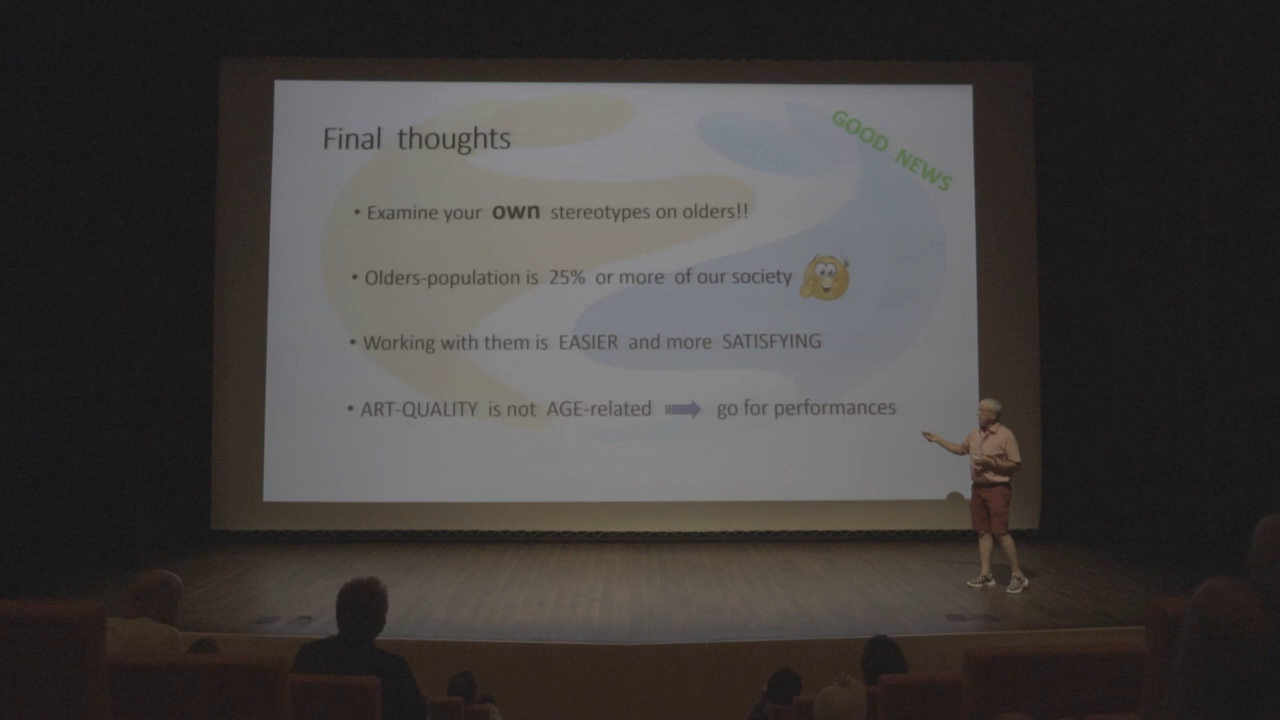 Final thoughts
GOOD NEWS
• Examine your own stereotypes on olders!!
• Olders-population is 25% or more of our society
• Working with them is EASIER and more SATISFYING
• ART-QUALITY is not AGE-related go for performances